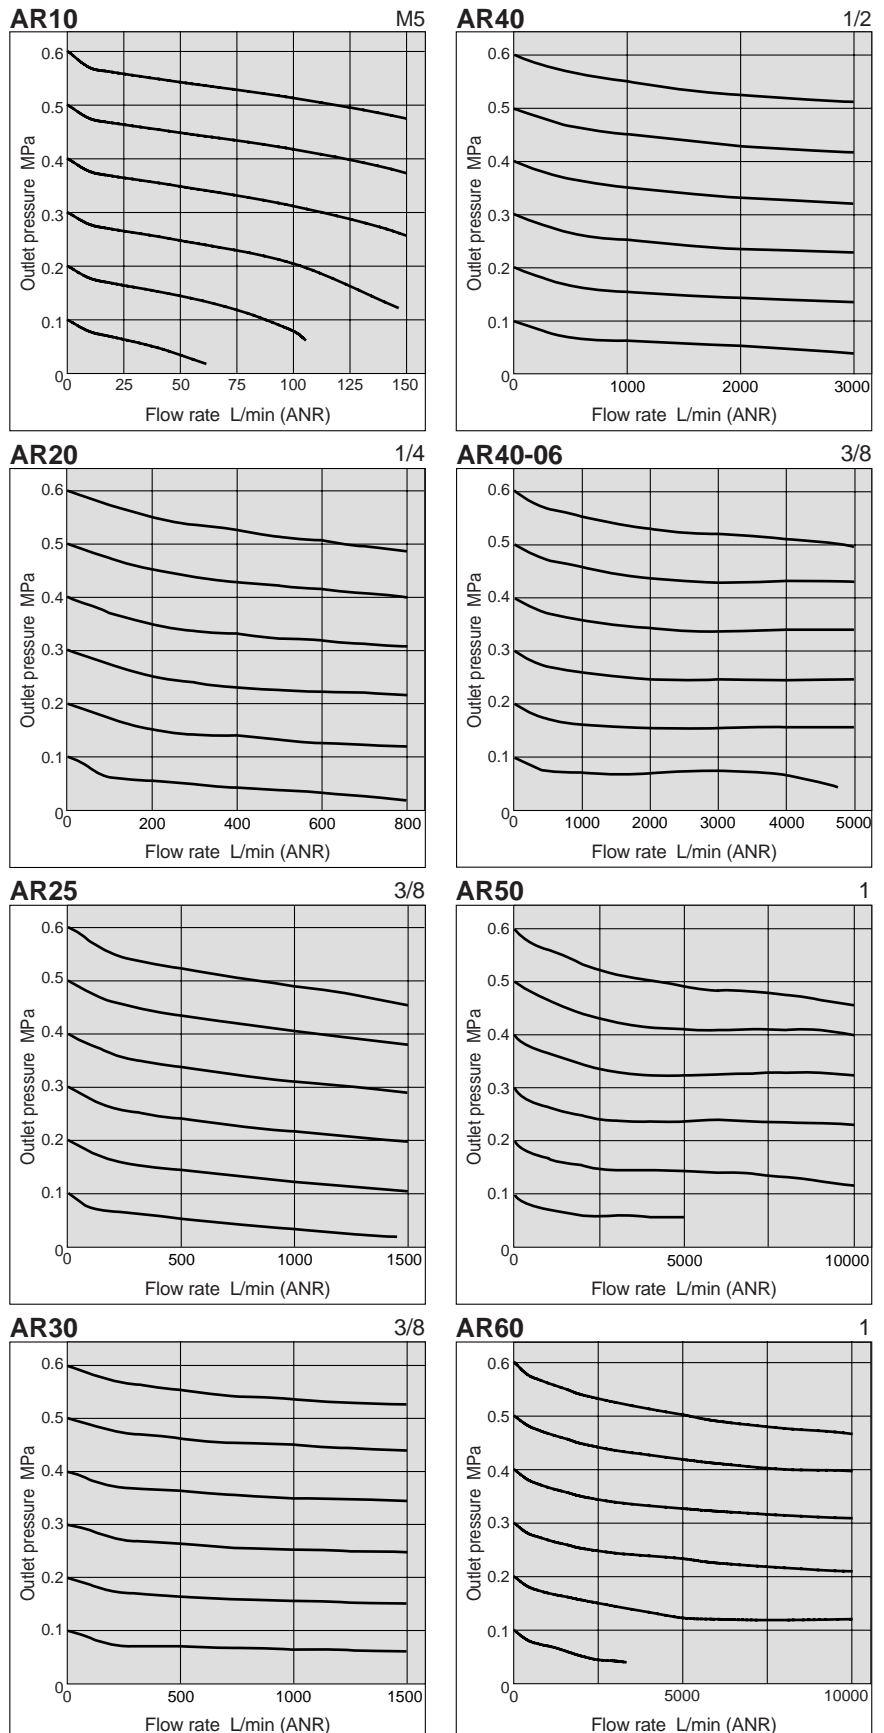 AR10 M5
Outlet pressure MPa
0.6
0.5
0.4
0.3
0.2
0.1
0
0 25 50 75 100 125 150
Flow rate L/min (ANR)
AR40 1/2
Outlet pressure MPa
0.6
0.5
0.4
0.3
0.2
0.1
0
0 1000 2000 3000
Flow rate L/min (ANR)
AR20 1/4
Outlet pressure MPa
0.6
0.5
0.4
0.3
0.2
0.1
0
0 200 400 600 800
Flow rate L/min (ANR)
AR40-06 3/8
Outlet pressure MPa
0.6
0.5
0.4
0.3
0.2
0.1
0
0 1000 2000 3000 4000 5000
Flow rate L/min (ANR)
AR25 3/8
Outlet pressure MPa
0.6
0.5
0.4
0.3
0.2
0.1
0
0 500 1000 1500
Flow rate L/min (ANR)
AR50 1
Outlet pressure MPa
0.6
0.5
0.4
0.3
0.2
0.1
0
0 5000 10000
Flow rate L/min (ANR)
AR30 3/8
Outlet pressure MPa
0.6
0.5
0.4
0.3
0.2
0.1
0
0 500 1000 1500
Flow rate L/min (ANR)
AR60 1
Outlet pressure MPa
0.6
0.5
0.4
0.3
0.2
0.1
0
0 5000 10000
Flow rate L/min (ANR)